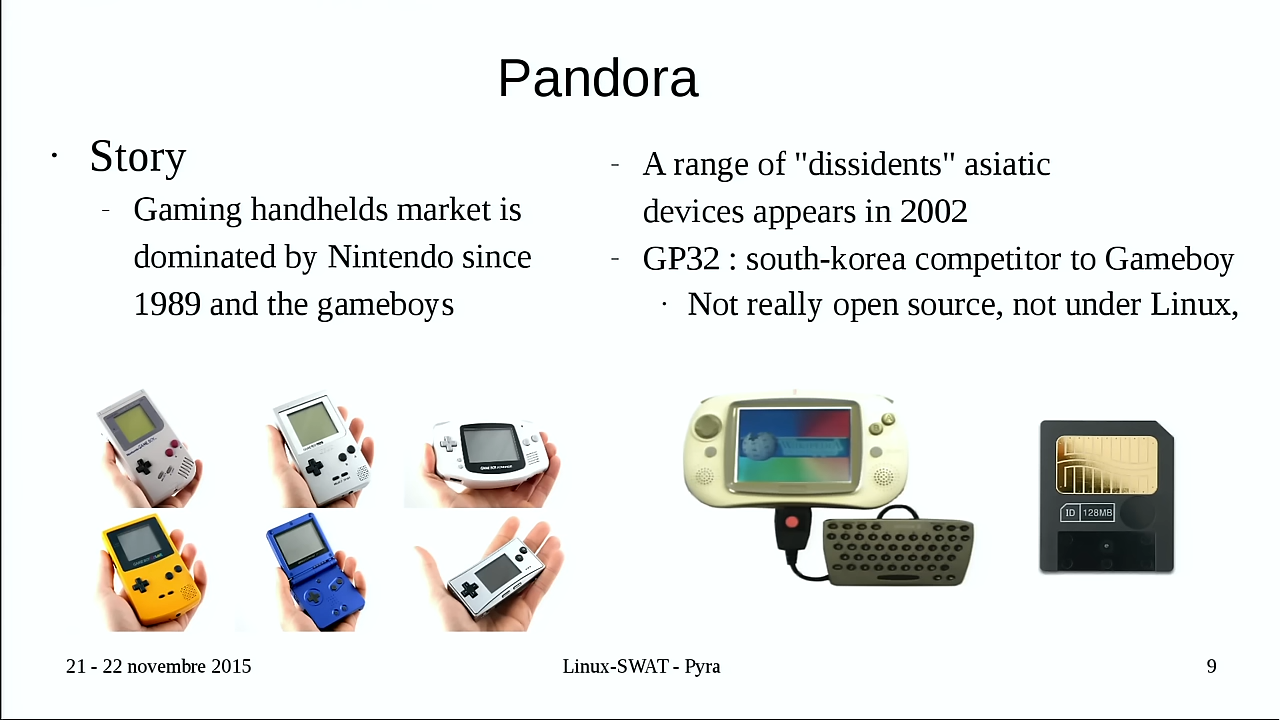 Pandora
· Story
- Gaming handhelds market is
dominated by Nintendo since
1989 and the gameboys
- A range of "dissidents" asiatic
devices appears in 2002
- GP32 : south-korea competitor to Gameboy
· Not really open source, not under Linux,
ID 128MB
21 - 22 novembre 2015
Linux-SWAT - Pyra
9